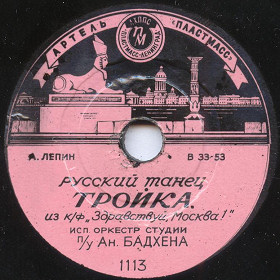 АРТЕЛЬ "ПЛАСТМАСС"
ЛЕНИНГРАД
А. ЛЕПИН В 33-53
РУССКИЙ ТАНЕЦ
ТРОЙКА
из к/ф „Здравствуй, Москва!"
исп. ОРКЕСТР СТУДИИ
п/у Ан. БАДХЕНА
1113